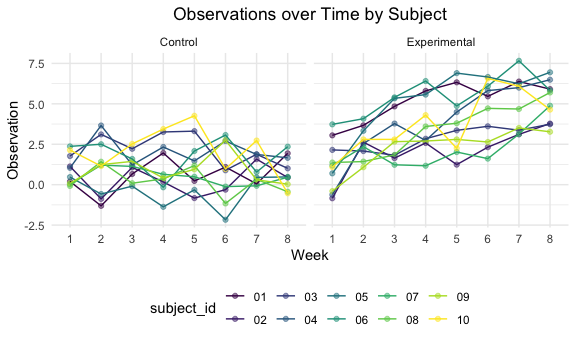 Observations over Time by Subject
Control Experimental
7.5
5.0
2.5
0.0
-2.5
Observation
1 2 3 4 5 6 7 8 1 2 3 4 5 6 7 8
Week
subject_id
01 03 05 07 09
02 04 06 08 10